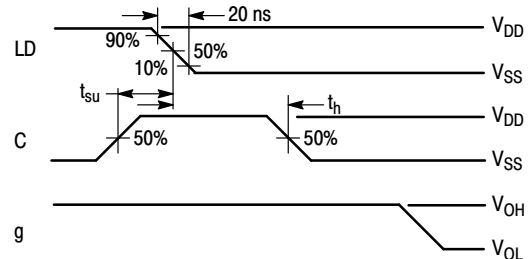 20 ns
V_DD
LD
90%
50%
10%
V_SS
t_su
t_h
V_DD
C
50%
50%
V_SS
V_OH
g
V_OL